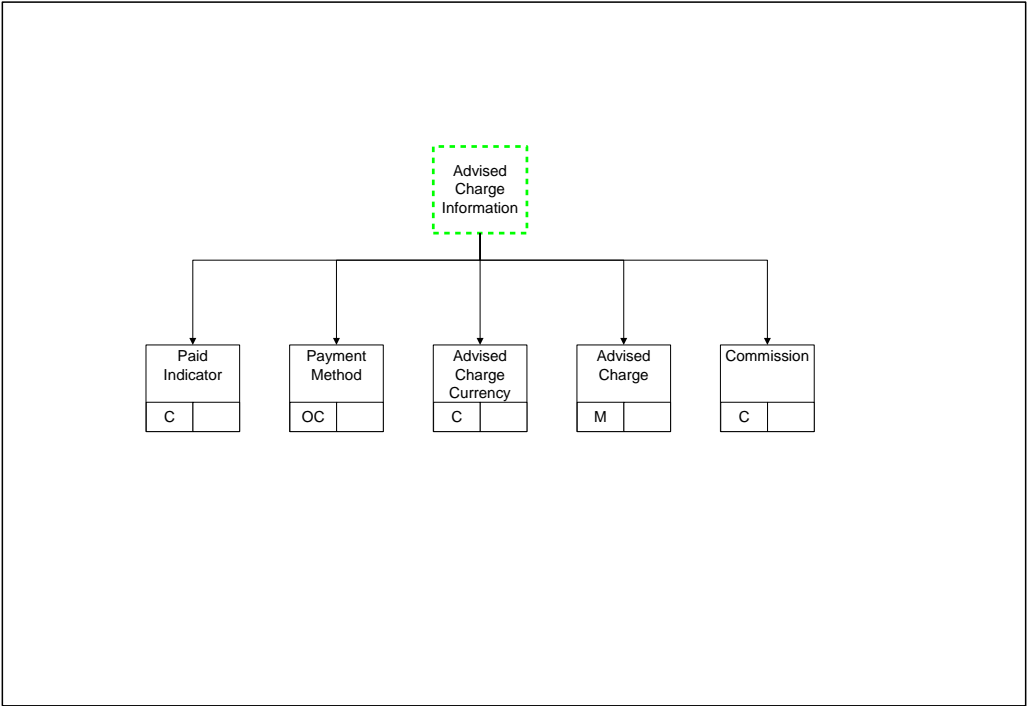 Advised
Charge
Information
Paid
Indicator
C
Payment
Method
OC
Advised
Charge
Currency
C
Advised
Charge
M
Commission
C